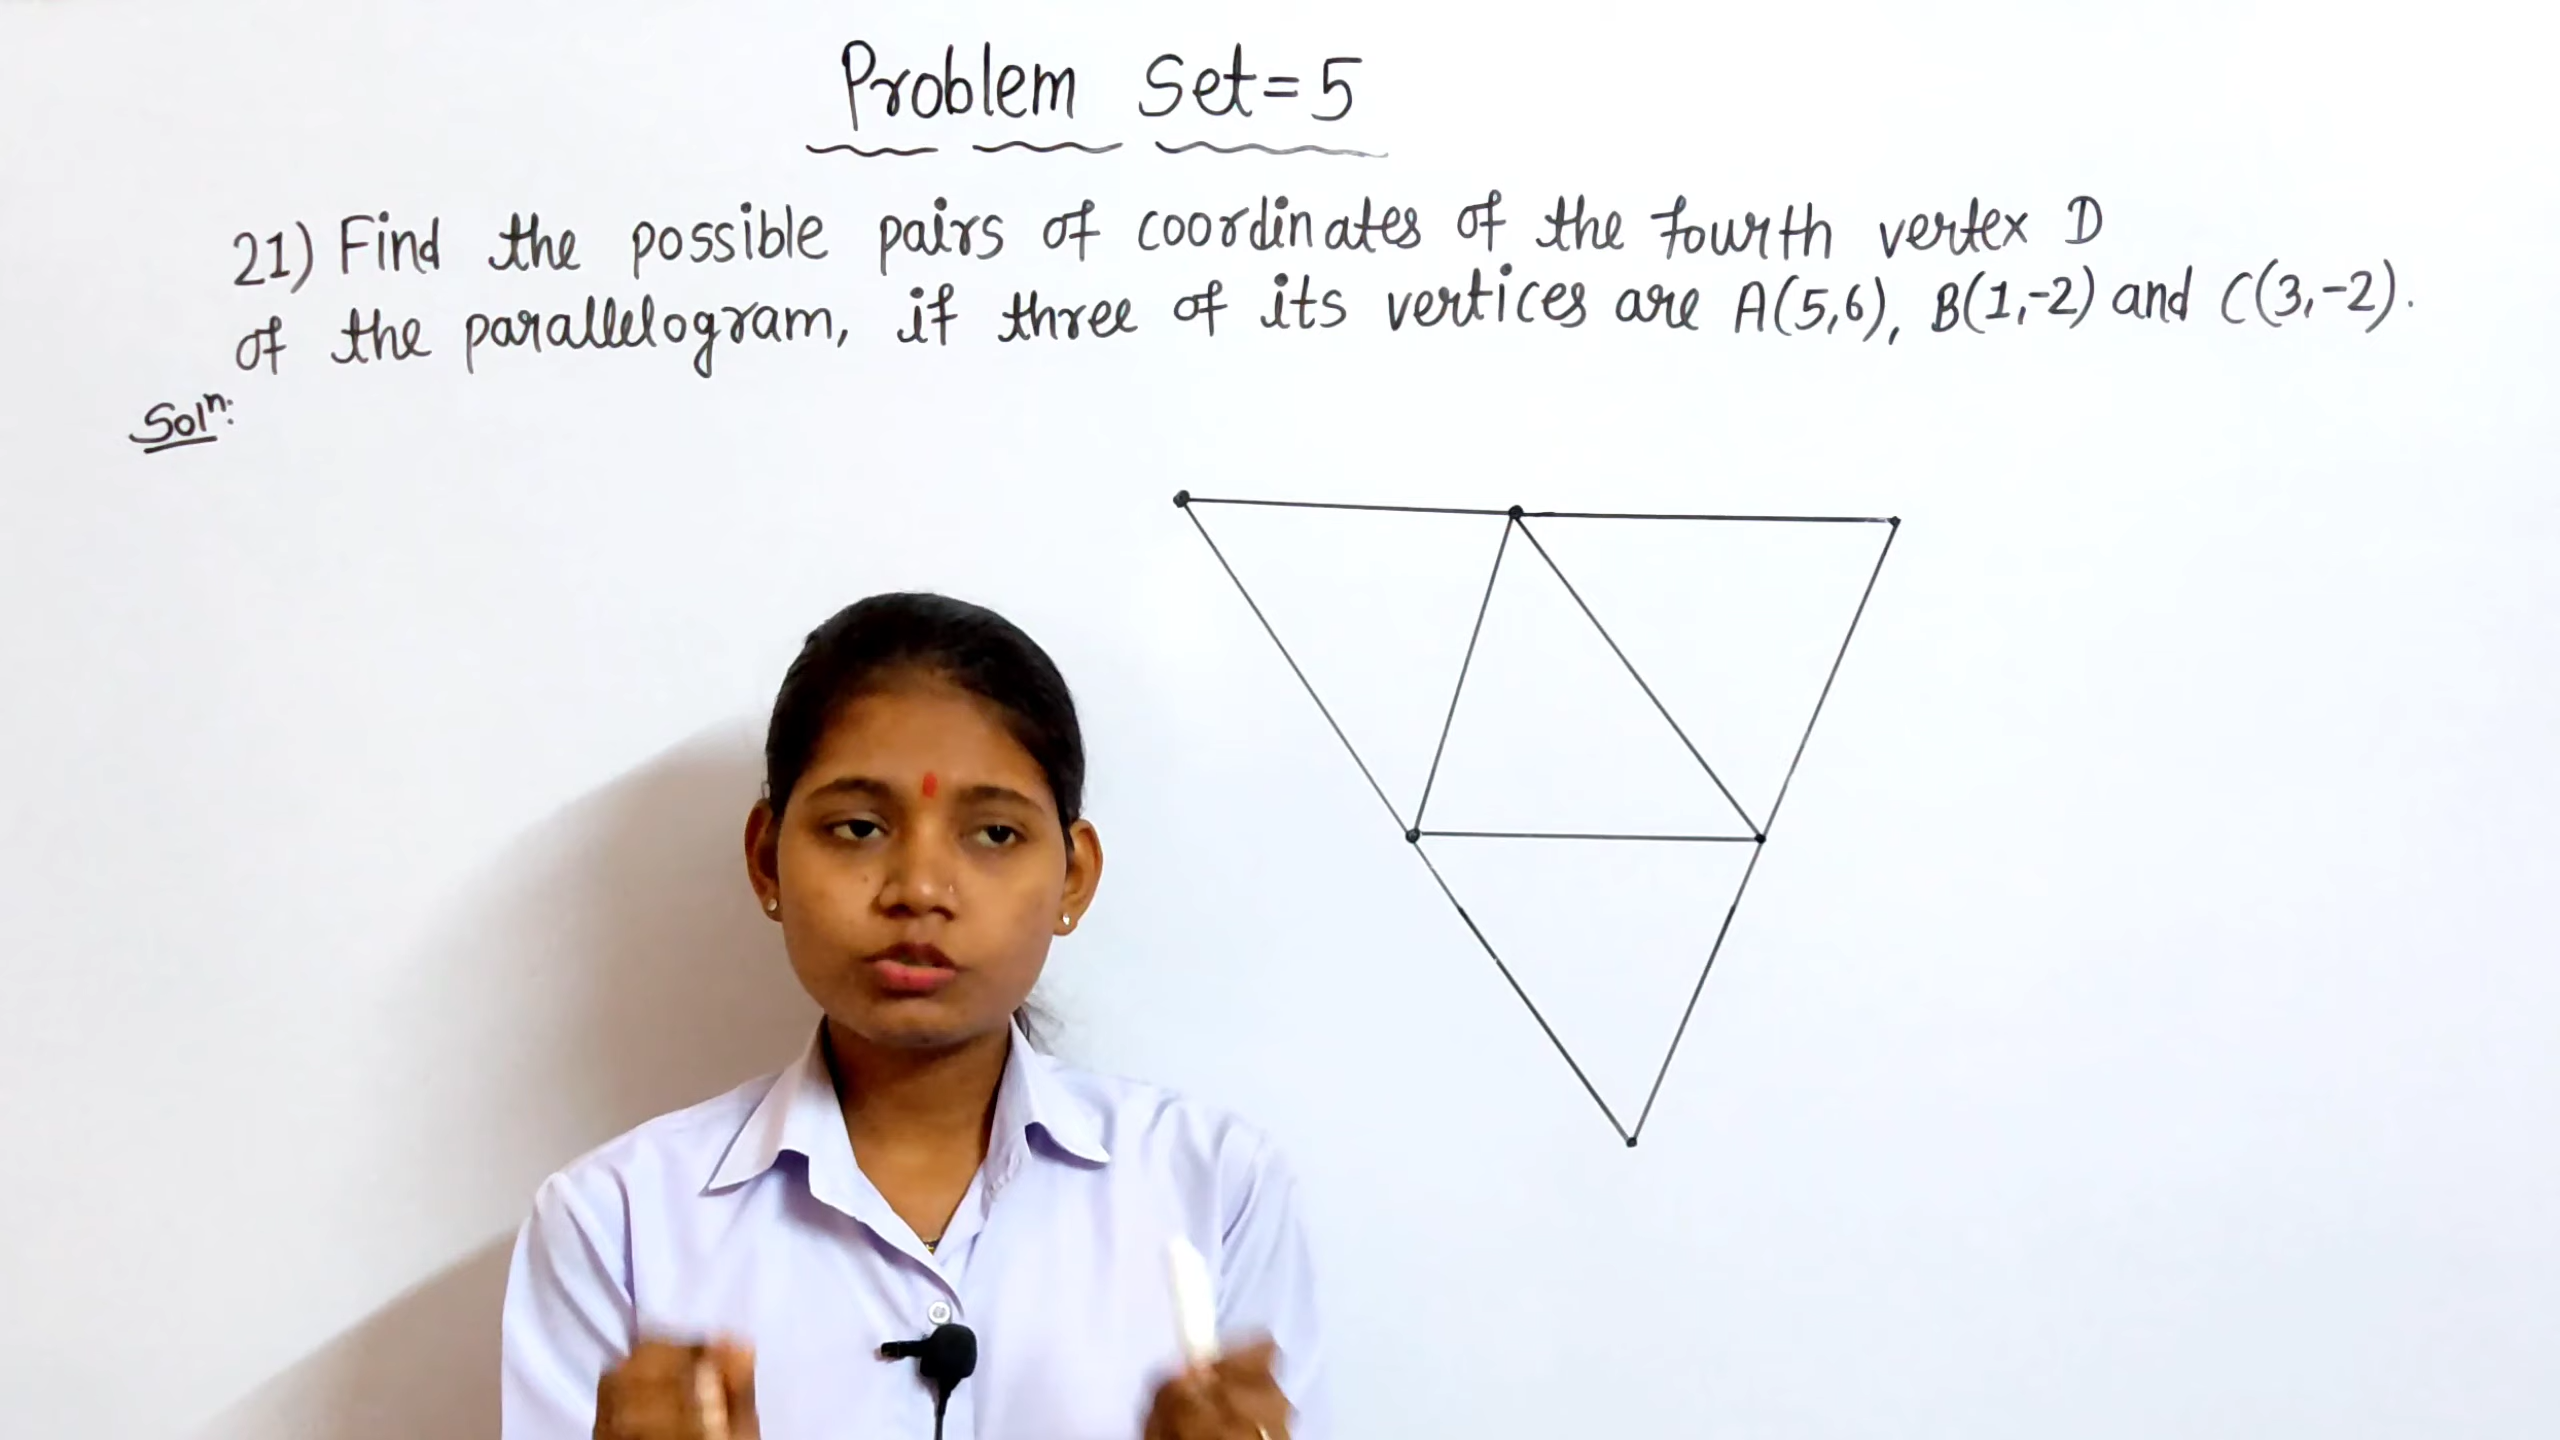 Problem Set=5
21) Find the possible pairs of coordinates of the fourth vertex D
of the parallelogram, if three of its vertices are A(5,6), B(1,-2) and C(3,-2).
Solⁿ: